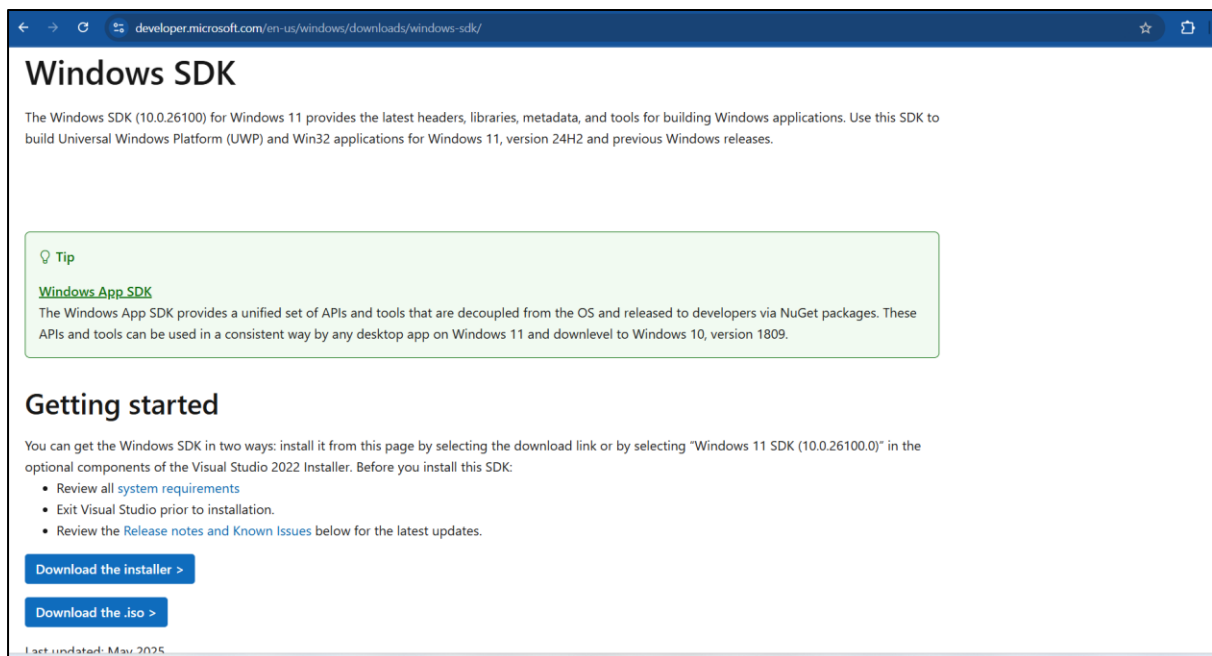 developer.microsoft.com/en-us/windows/downloads/windows-sdk/
Windows SDK
The Windows SDK (10.0.26100) for Windows 11 provides the latest headers, libraries, metadata, and tools for building Windows applications. Use this SDK to
build Universal Windows Platform (UWP) and Win32 applications for Windows 11, version 24H2 and previous Windows releases.
Tip
Windows App SDK
The Windows App SDK provides a unified set of APIs and tools that are decoupled from the OS and released to developers via NuGet packages. These
APIs and tools can be used in a consistent way by any desktop app on Windows 11 and downlevel to Windows 10, version 1809.
Getting started
You can get the Windows SDK in two ways: install it from this page by selecting the download link or by selecting “Windows 11 SDK (10.0.26100.0)” in the
optional components of the Visual Studio 2022 Installer. Before you install this SDK:
• Review all system requirements
• Exit Visual Studio prior to installation.
• Review the Release notes and Known Issues below for the latest updates.
Download the installer >
Download the .iso >
Last updated: May 2025